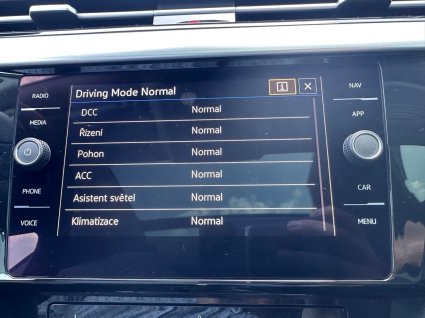 RADIO
MEDIA
PHONE
VOICE
Driving Mode Normal
DCC Normal
Řízení Normal
Pohon Normal
ACC Normal
Asistent světel Normal
Klimatizace Normal
NAV
APP
CAR
MENU